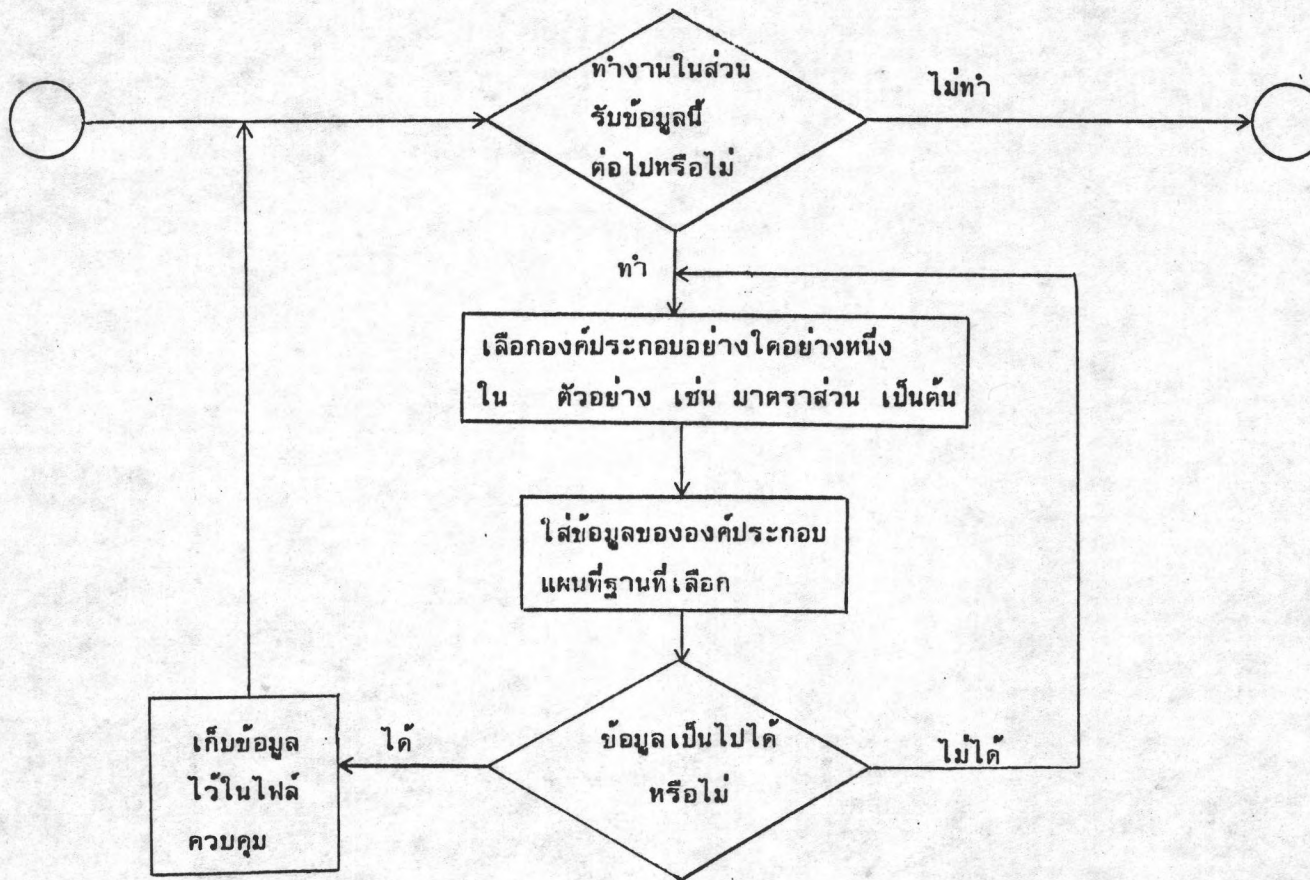 ทำงานในส่วน
รับข้อมูลนี้
ต่อไปหรือไม่
ไม่ทำ
ทำ
เลือกองค์ประกอบอย่างใดอย่างหนึ่ง
ใน ตัวอย่าง เช่น มาตราส่วน เป็นต้น
ใส่ข้อมูลขององค์ประกอบ
แผนที่ฐานที่เลือก
ข้อมูลเป็นไปได้
หรือไม่
ไม่ได้
ได้
เก็บข้อมูล
ไว้ในไฟล์
ควบคุม